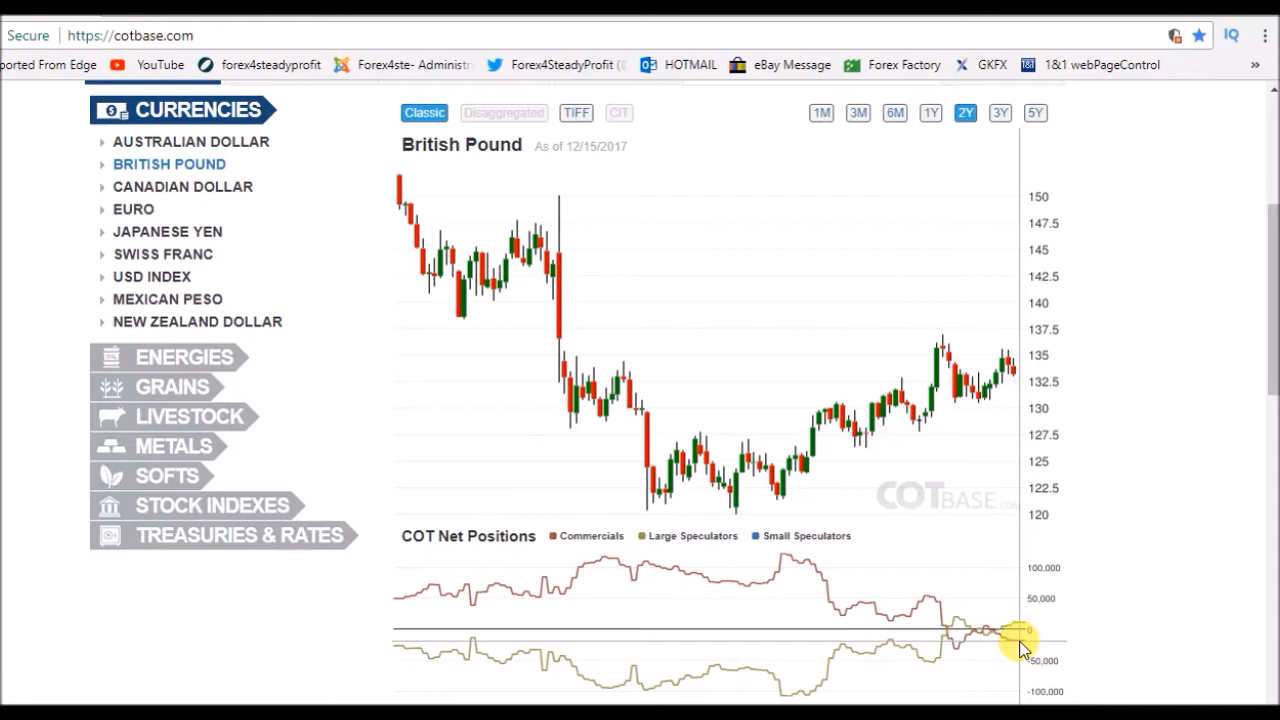 Secure https://cotbase.com
ported From Edge YouTube forex4steadyprofit Forex4ste- Administr Forex4SteadyProfit ( HOTMAIL eBay Message Forex Factory GKFX 1&1 webPageControl »
CURRENCIES
AUSTRALIAN DOLLAR
BRITISH POUND
CANADIAN DOLLAR
EURO
JAPANESE YEN
SWISS FRANC
USD INDEX
MEXICAN PESO
NEW ZEALAND DOLLAR
ENERGIES
GRAINS
LIVESTOCK
METALS
SOFTS
STOCK INDEXES
TREASURIES & RATES
Classic Disaggregated TIFF CIT 1M 3M 6M 1Y 2Y 3Y 5Y
British Pound As of 12/15/2017
150
147.5
145
142.5
140
137.5
135
132.5
130
127.5
125
122.5
120
COTBASE.COM
COT Net Positions Commercials Large Speculators Small Speculators
100,000
50,000
0
-50,000
-100,000